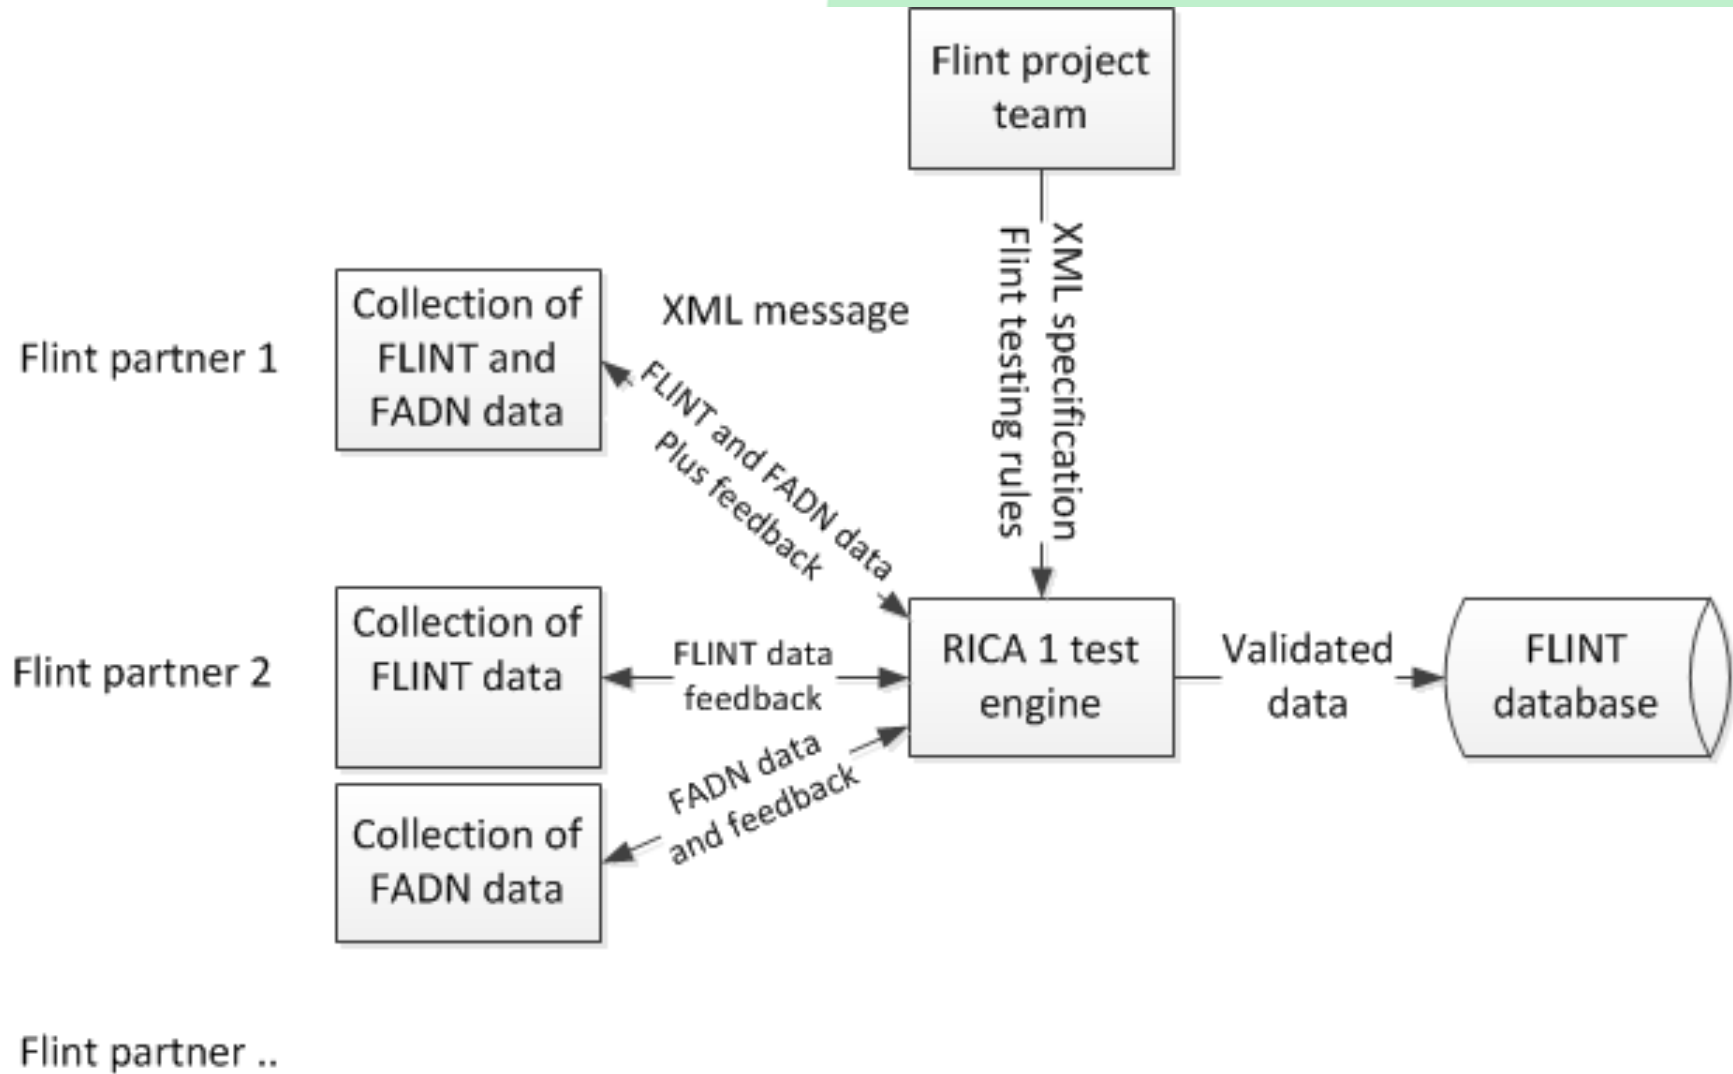 Flint project
team
XML specification
Flint testing rules
Flint partner 1
Collection of
FLINT and
FADN data
XML message
FLINT and FADN data
Plus feedback
Flint partner 2
Collection of
FLINT data
FLINT data
feedback
RICA 1 test
engine
Validated
data
FLINT
database
Collection of
FADN data
FADN data
and feedback
Flint partner ..